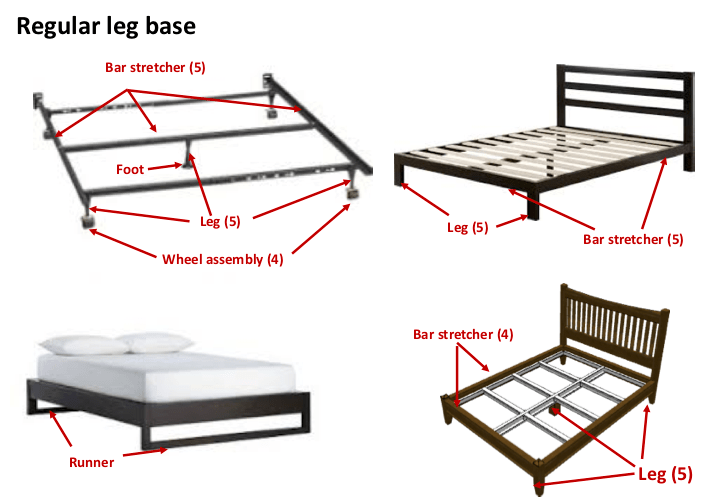 Regular leg base
Bar stretcher (5)
Foot
Leg (5)
Wheel assembly (4)
Leg (5)
Bar stretcher (5)
Runner
Bar stretcher (4)
Leg (5)